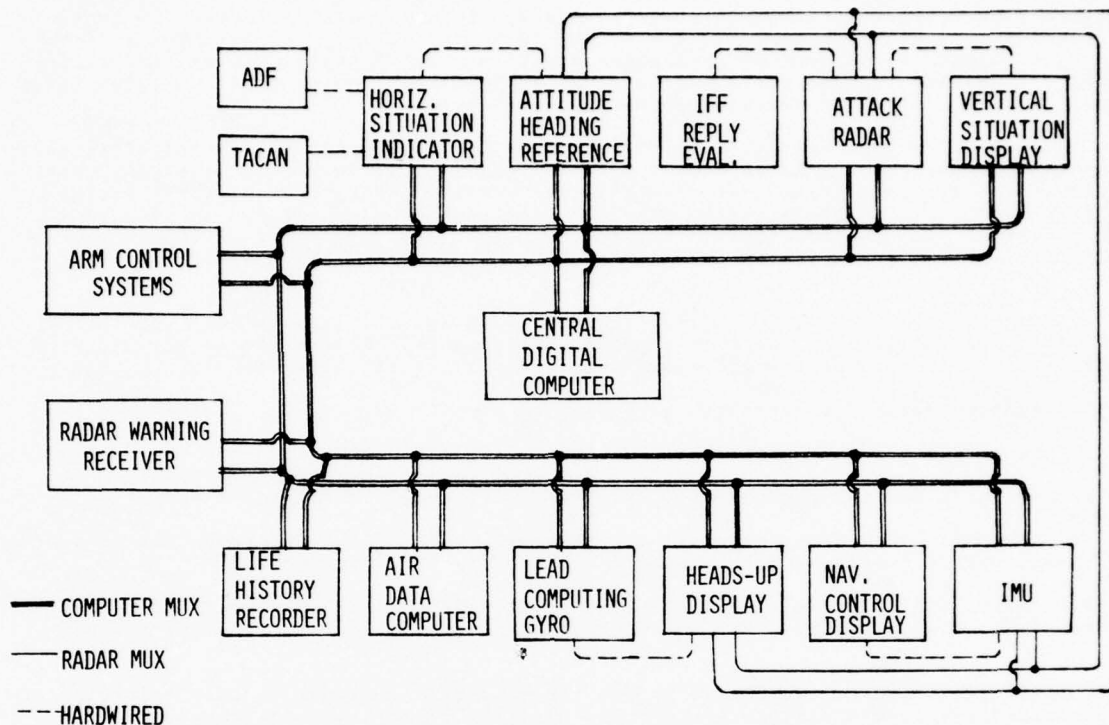 ADF
TACAN
HORIZ.
SITUATION
INDICATOR
ATTITUDE
HEADING
REFERENCE
IFF
REPLY
EVAL.
ATTACK
RADAR
VERTICAL
SITUATION
DISPLAY
ARM CONTROL
SYSTEMS
CENTRAL
DIGITAL
COMPUTER
RADAR WARNING
RECEIVER
LIFE
HISTORY
RECORDER
AIR
DATA
COMPUTER
LEAD
COMPUTING
GYRO
HEADS-UP
DISPLAY
NAV.
CONTROL
DISPLAY
IMU
COMPUTER MUX
RADAR MUX
HARDWIRED